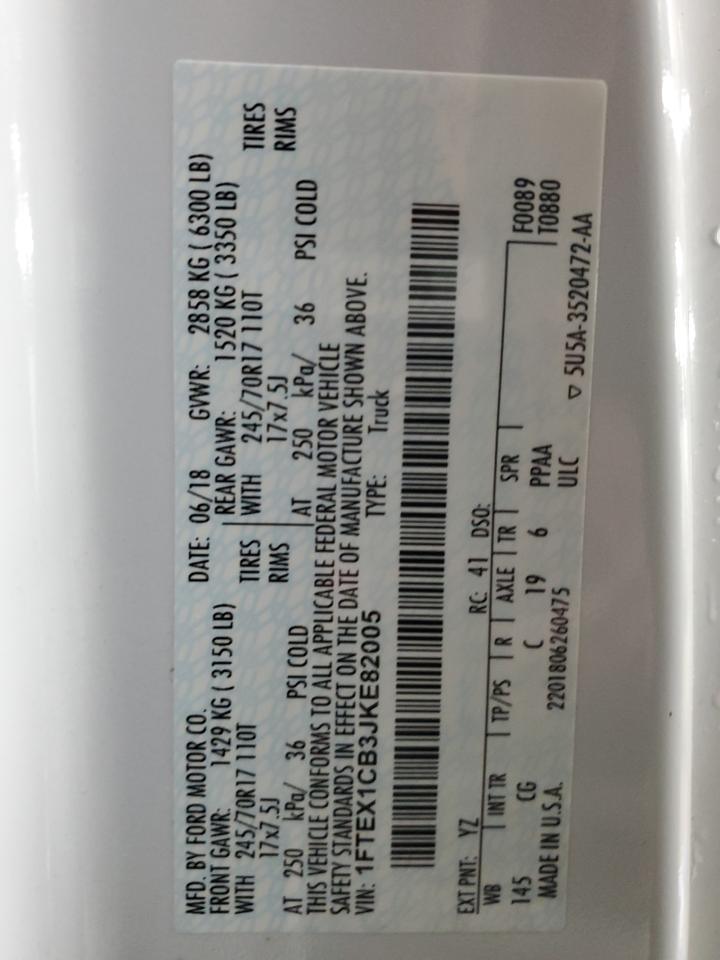 MFD. BY FORD MOTOR CO.
DATE: 06/18 GVWR: 2858 KG ( 6300 LB)
FRONT GAWR: 1429 KG ( 3150 LB) REAR GAWR: 1520 KG ( 3350 LB)
WITH 245/70R17 110T TIRES WITH 245/70R17 110T TIRES
17x7.5J RIMS 17x7.5J RIMS
AT 250 kPa/ 36 PSI COLD AT 250 kPa/ 36 PSI COLD
THIS VEHICLE CONFORMS TO ALL APPLICABLE FEDERAL MOTOR VEHICLE
SAFETY STANDARDS IN EFFECT ON THE DATE OF MANUFACTURE SHOWN ABOVE.
VIN: 1FTEX1CB3JKE82005 TYPE: Truck
EXT PNT: YZ RC: 41 DSO:
WB INT TR TP/PS R AXLE TR SPR F0089
145 CG C 19 6 PPAA T0880
MADE IN U.S.A. 2201806260475 ULC ▽ 5U5A-3520472-AA